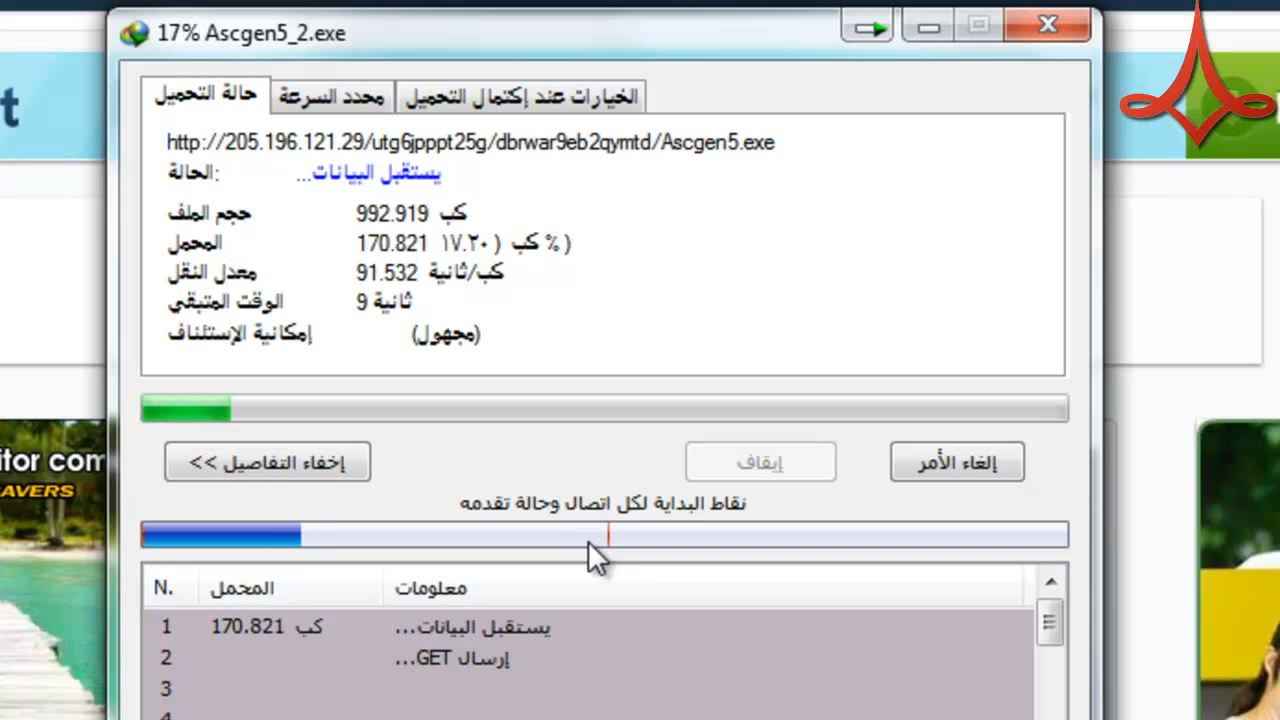 17% Ascgen5_2.exe
حالة التحميل
محدد السرعة
الخيارات عند إكتمال التحميل
http://205.196.121.29/utg6jpppt25g/dbrwar9eb2qymtd/Ascgen5.exe
الحالة: يستقبل البيانات...
حجم الملف 992.919 كب
المحمل 170.821 كب ( ١٧.٢٠ % )
معدل النقل 91.532 كب/ثانية
الوقت المتبقي 9 ثانية
إمكانية الإستئناف (مجهول)
إخفاء التفاصيل >>
إيقاف
إلغاء الأمر
نقاط البداية لكل اتصال وحالة تقدمه
N. المحمل معلومات
1 170.821 كب يستقبل البيانات...
2 إرسال GET...
3
4
itor com
AVERS
t